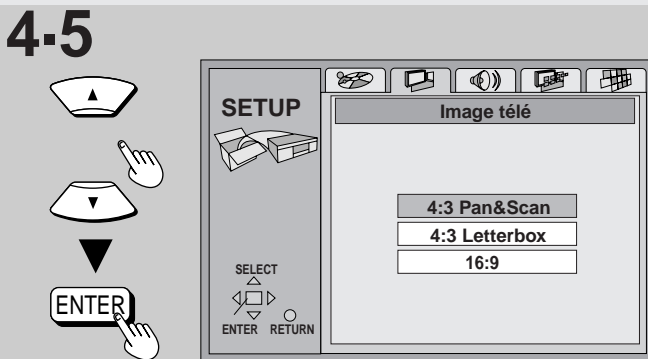 4-5
ENTER
SETUP
Image télé
4:3 Pan&Scan
4:3 Letterbox
16:9
SELECT
ENTER RETURN